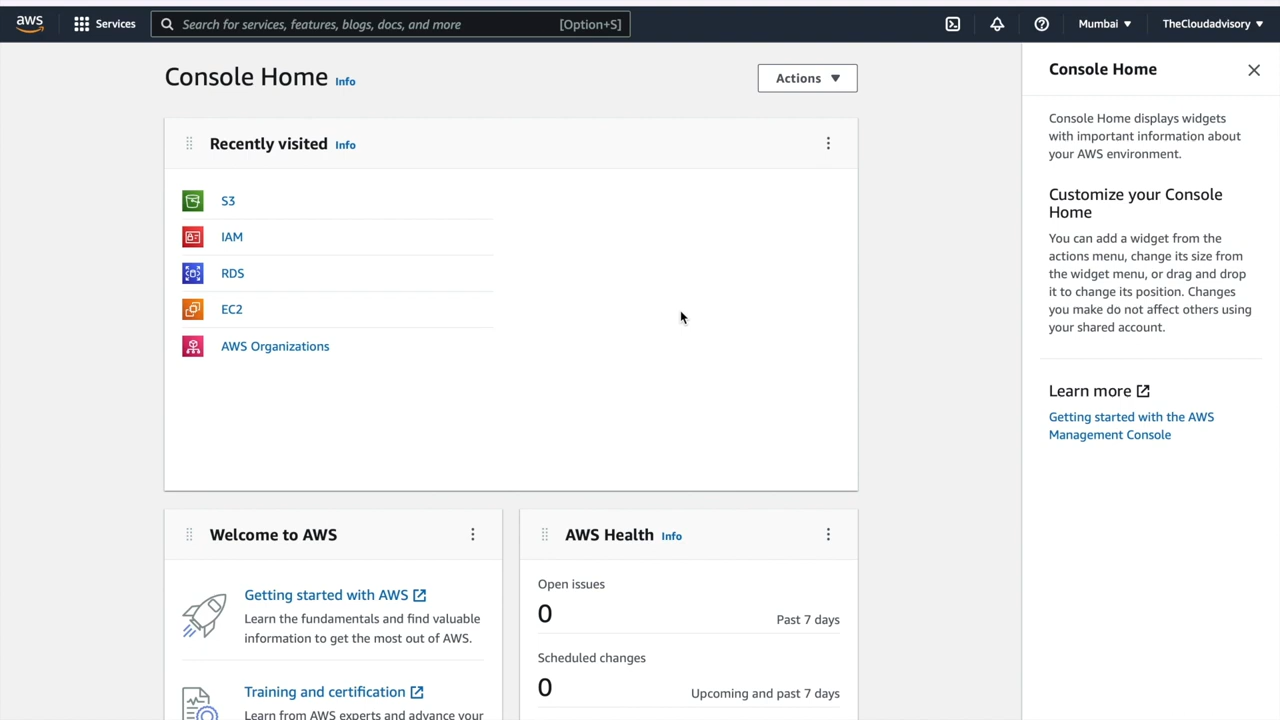 aws
Services
Search for services, features, blogs, docs, and more
[Option+S]
Mumbai
TheCloudadvisory
Console Home Info
Actions
Recently visited Info
S3
IAM
RDS
EC2
AWS Organizations
Welcome to AWS
Getting started with AWS
Learn the fundamentals and find valuable
information to get the most out of AWS.
Training and certification
Learn from AWS experts and advance your
AWS Health Info
Open issues
0
Past 7 days
Scheduled changes
0
Upcoming and past 7 days
Console Home
Console Home displays widgets
with important information about
your AWS environment.
Customize your Console
Home
You can add a widget from the
actions menu, change its size from
the widget menu, or drag and drop
it to change its position. Changes
you make do not affect others using
your shared account.
Learn more
Getting started with the AWS
Management Console